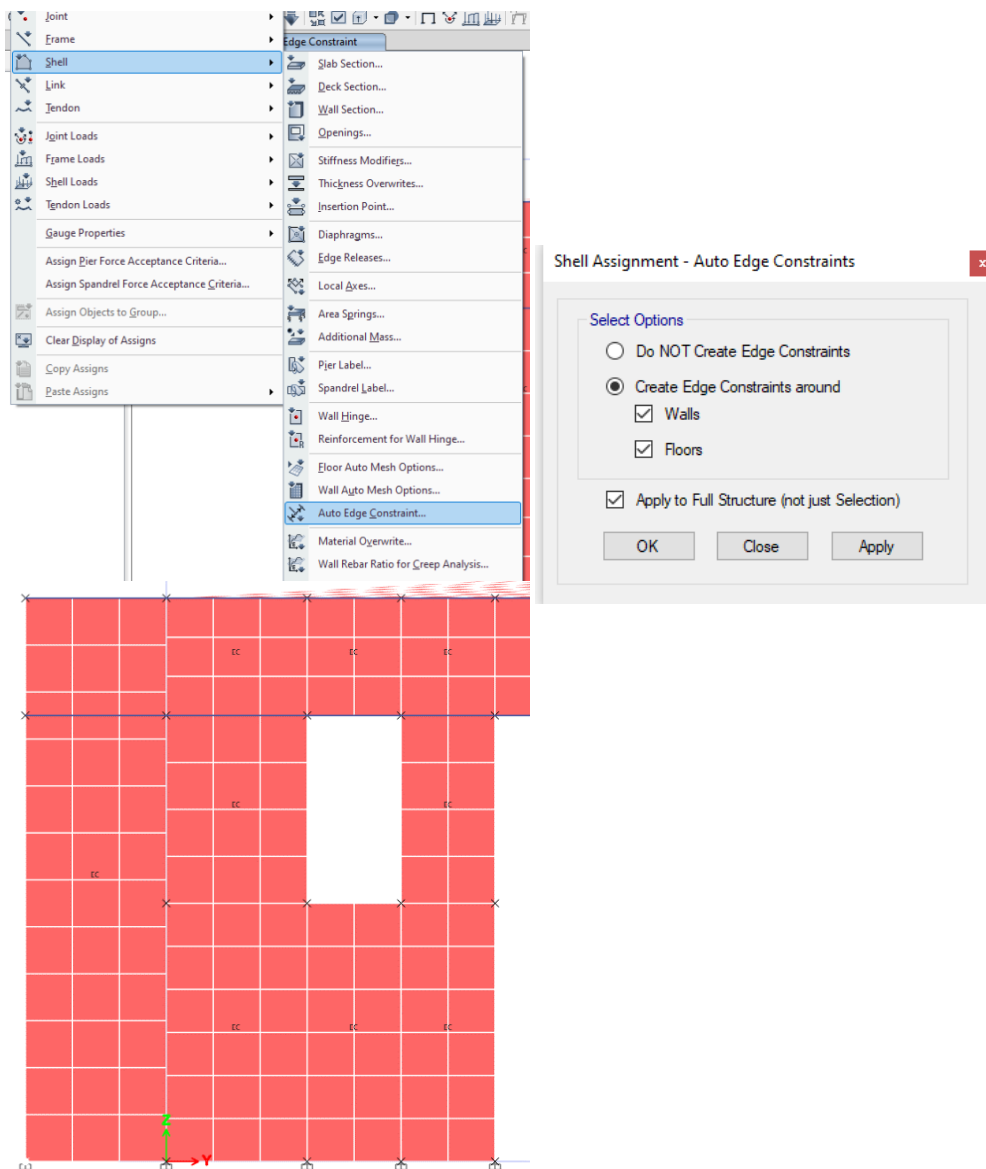 Joint
Frame
Shell
Link
Tendon
Joint Loads
Frame Loads
Shell Loads
Tendon Loads
Gauge Properties
Assign Pier Force Acceptance Criteria...
Assign Spandrel Force Acceptance Criteria...
Assign Objects to Group...
Clear Display of Assigns
Copy Assigns
Paste Assigns
Edge Constraint
Slab Section...
Deck Section...
Wall Section...
Openings...
Stiffness Modifiers...
Thickness Overwrites...
Insertion Point...
Diaphragms...
Edge Releases...
Local Axes...
Area Springs...
Additional Mass...
Pier Label...
Spandrel Label...
Wall Hinge...
Reinforcement for Wall Hinge...
Floor Auto Mesh Options...
Wall Auto Mesh Options...
Auto Edge Constraint...
Material Overwrite...
Wall Rebar Ratio for Creep Analysis...
Shell Assignment - Auto Edge Constraints
Select Options
Do NOT Create Edge Constraints
Create Edge Constraints around
Walls
Floors
Apply to Full Structure (not just Selection)
OK Close Apply
EC EC EC
EC EC
EC
EC EC EC
Y